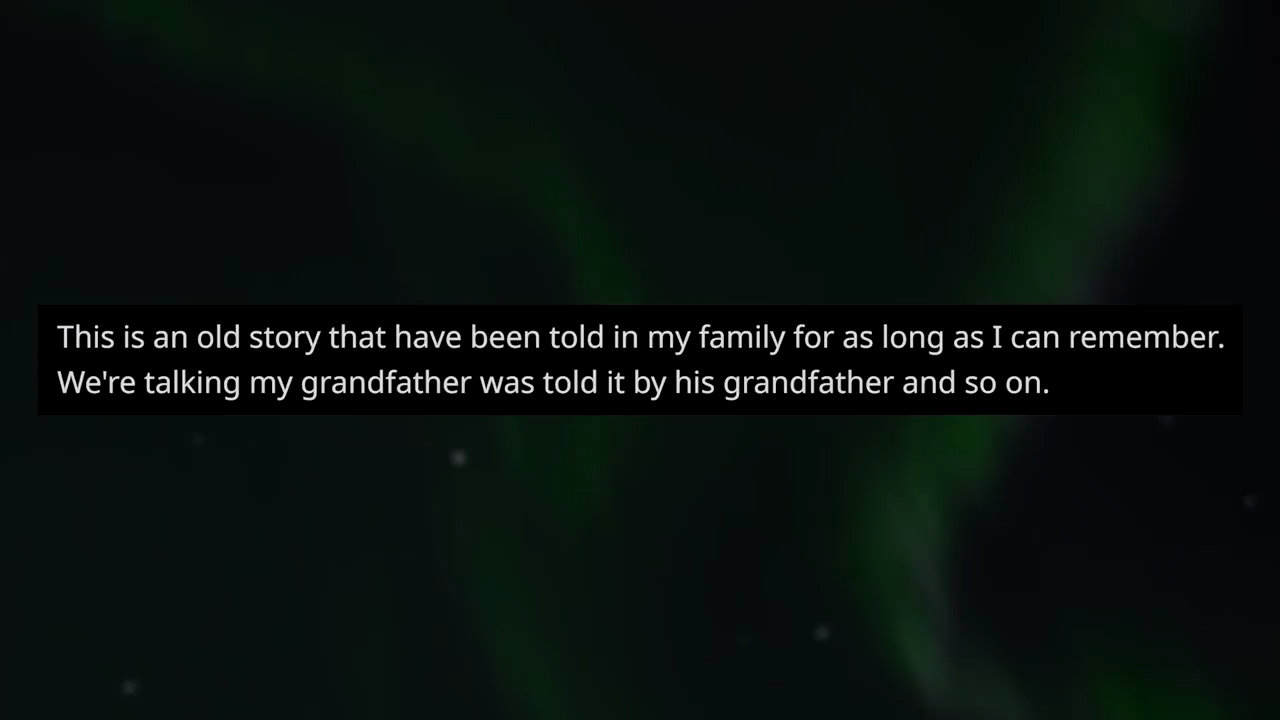 This is an old story that have been told in my family for as long as I can remember.
We're talking my grandfather was told it by his grandfather and so on.